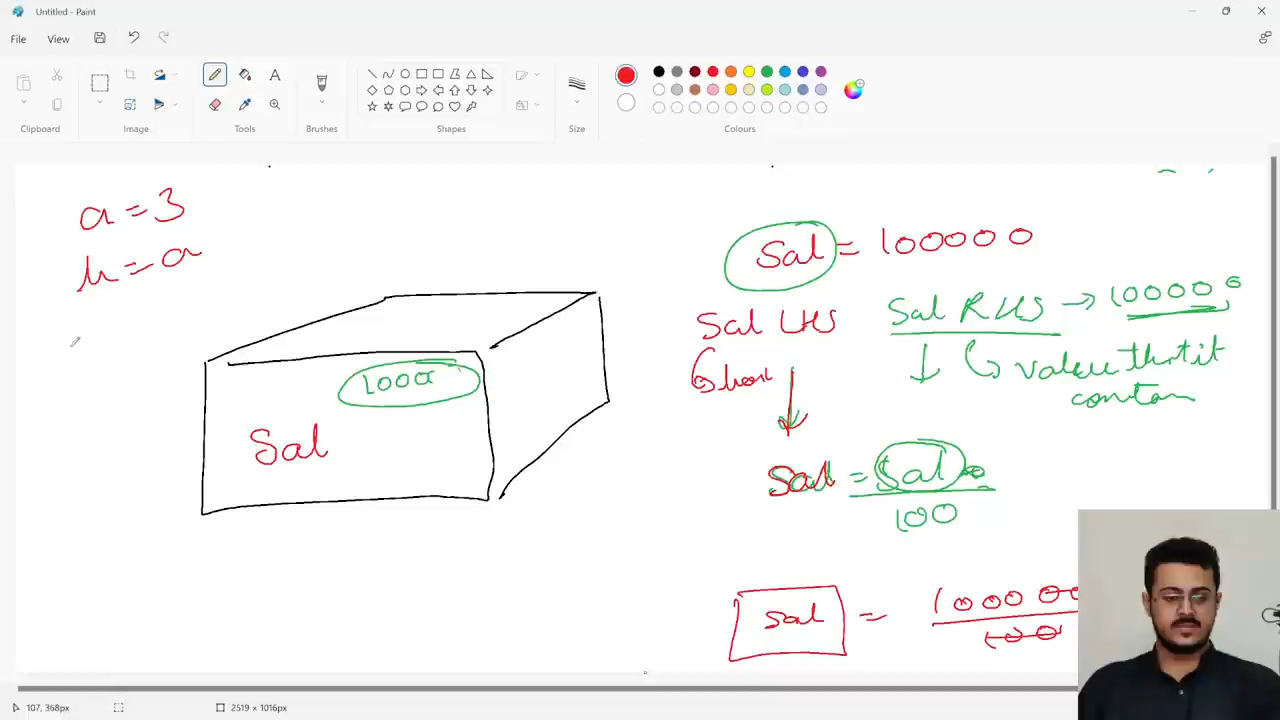 Untitled - Paint
File View
Clipboard
Image
Tools
Brushes
Shapes
Size
Colours
a = 3
= a
1000
Sal
Sal = 100000
Sal LHS
Sal RHS → 100000
value that it
Sal = Sal
100
Sal =
107, 368px
2519 × 1016px